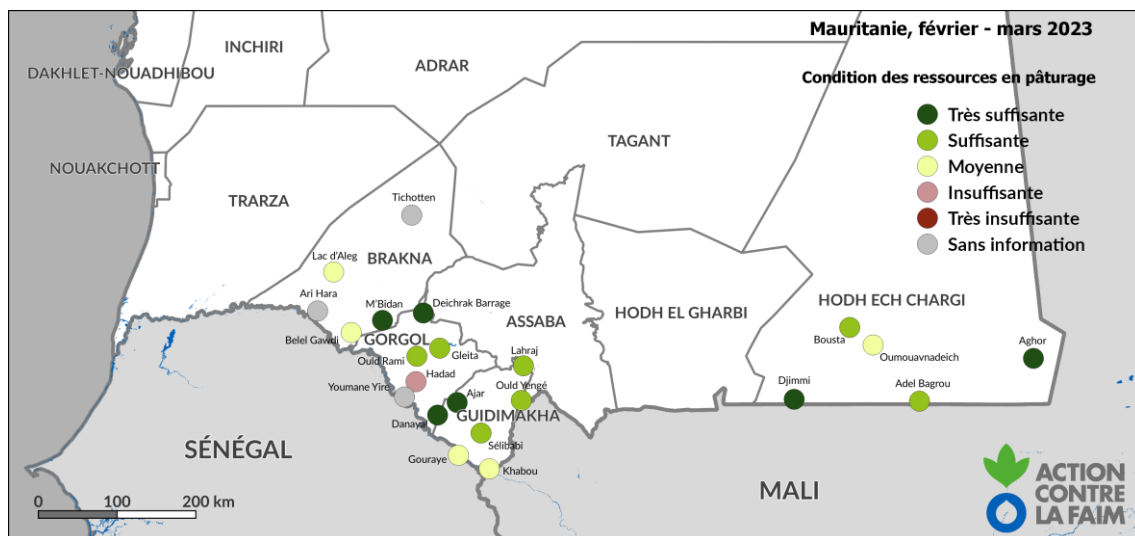 Mauritanie, février - mars 2023
Condition des ressources en pâturage
Très suffisante
Suffisante
Moyenne
Insuffisante
Très insuffisante
Sans information
INCHIRI
DAKHLET-NOUADHIBOU
ADRAR
TAGANT
NOUAKCHOTT
TRARZA
Tichotten
BRAKNA
Lac d'Aleg
Ari Hara
M'Bidan
Deichrak Barrage
Belel Gawdi
GORGOL
Ould Rami
Gleita
Hadad
Youmane Yiré
ASSABA
Lahraj
Ould Yengé
Ajar
GUIDIMAKHA
Danayal
Sélibabi
Gouraye
Khabou
HODH EL GHARBI
HODH ECH CHARGI
Bousta
Oumouavnadeich
Aghor
Djimmi
Adel Bagrou
SÉNÉGAL
MALI
0 100 200 km
ACTION
CONTRE
LA FAIM